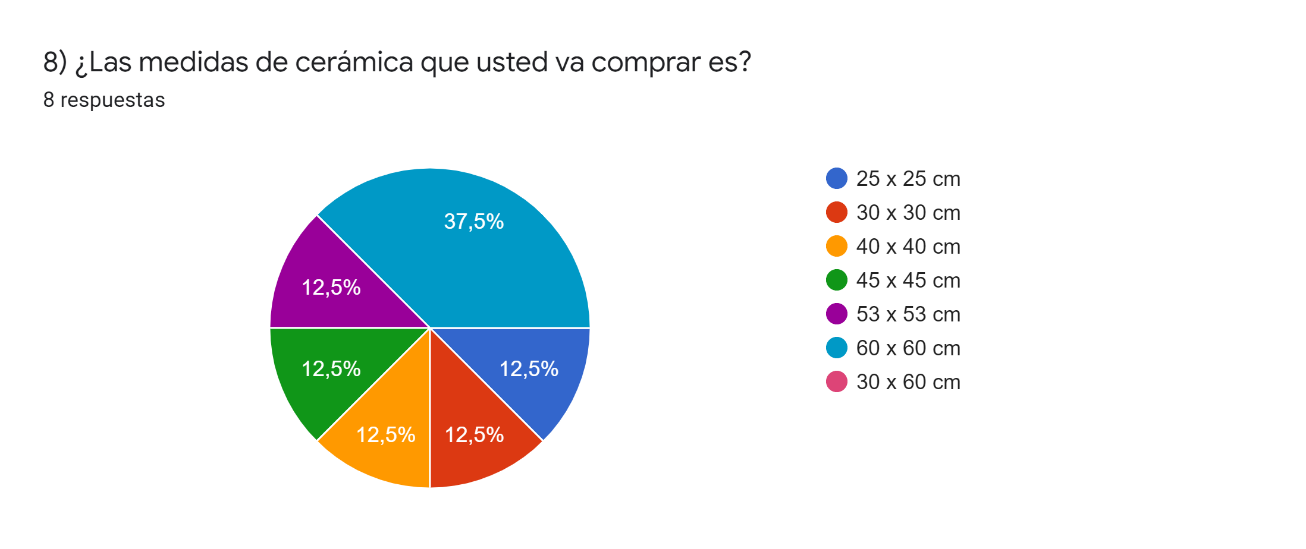 8) ¿Las medidas de cerámica que usted va comprar es?
8 respuestas
37,5%
12,5%
12,5%
12,5%
12,5%
12,5%
25 x 25 cm
30 x 30 cm
40 x 40 cm
45 x 45 cm
53 x 53 cm
60 x 60 cm
30 x 60 cm